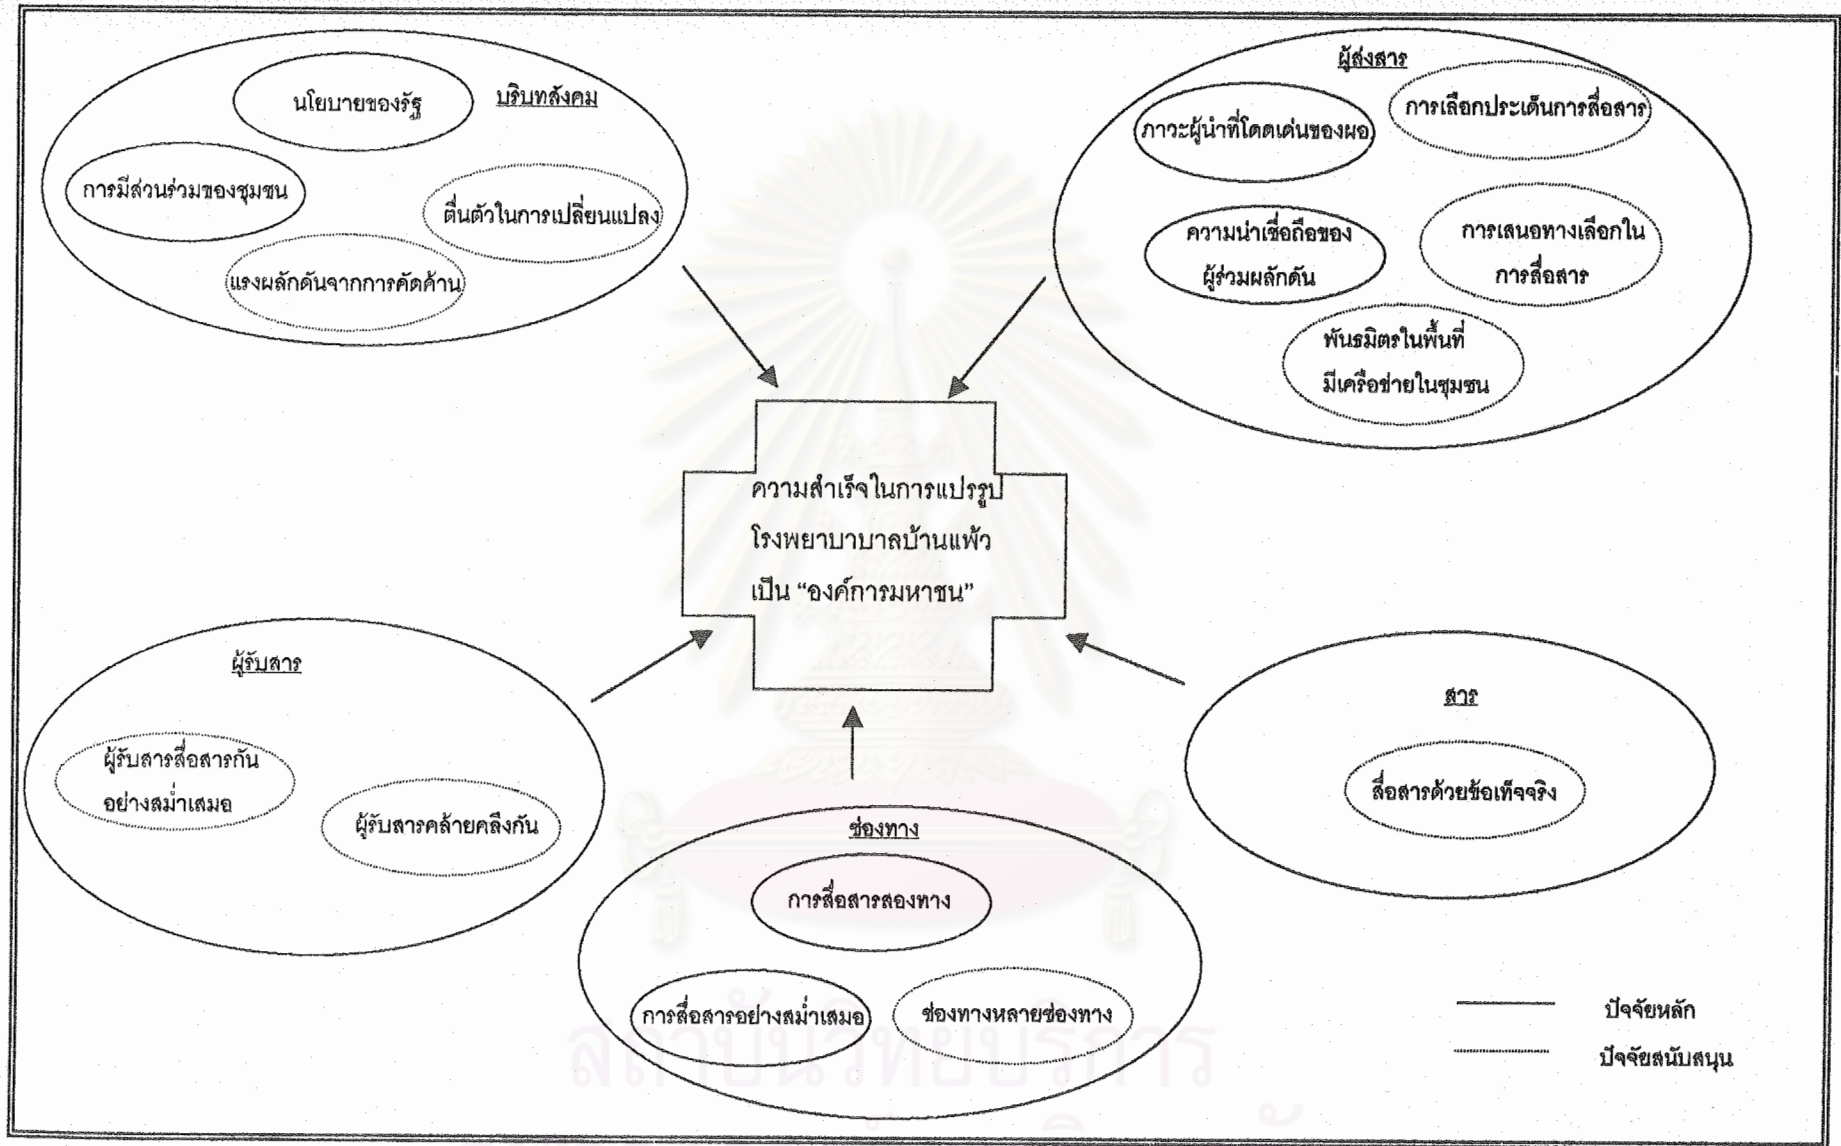 บริบทสังคม
นโยบายของรัฐ
การมีส่วนร่วมของชุมชน
ตื่นตัวในการเปลี่ยนแปลง
แรงผลักดันจากการคัดค้าน
ผู้ส่งสาร
ภาวะผู้นำที่โดดเด่นของผอ
การเลือกประเด็นการสื่อสาร
ความน่าเชื่อถือของ
ผู้ร่วมผลักดัน
การเสนอทางเลือกใน
การสื่อสาร
พันธมิตรในพื้นที่
มีเครือข่ายในชุมชน
ความสำเร็จในการแปรรูป
โรงพยาบาบาลบ้านแพ้ว
เป็น “องค์การมหาชน”
ผู้รับสาร
ผู้รับสารสื่อสารกัน
อย่างสม่ำเสมอ
ผู้รับสารคล้ายคลึงกัน
ช่องทาง
การสื่อสารสองทาง
การสื่อสารอย่างสม่ำเสมอ
ช่องทางหลายช่องทาง
สาร
สื่อสารด้วยข้อเท็จจริง
ปัจจัยหลัก
ปัจจัยสนับสนุน
สถาบันวิทยบริการ